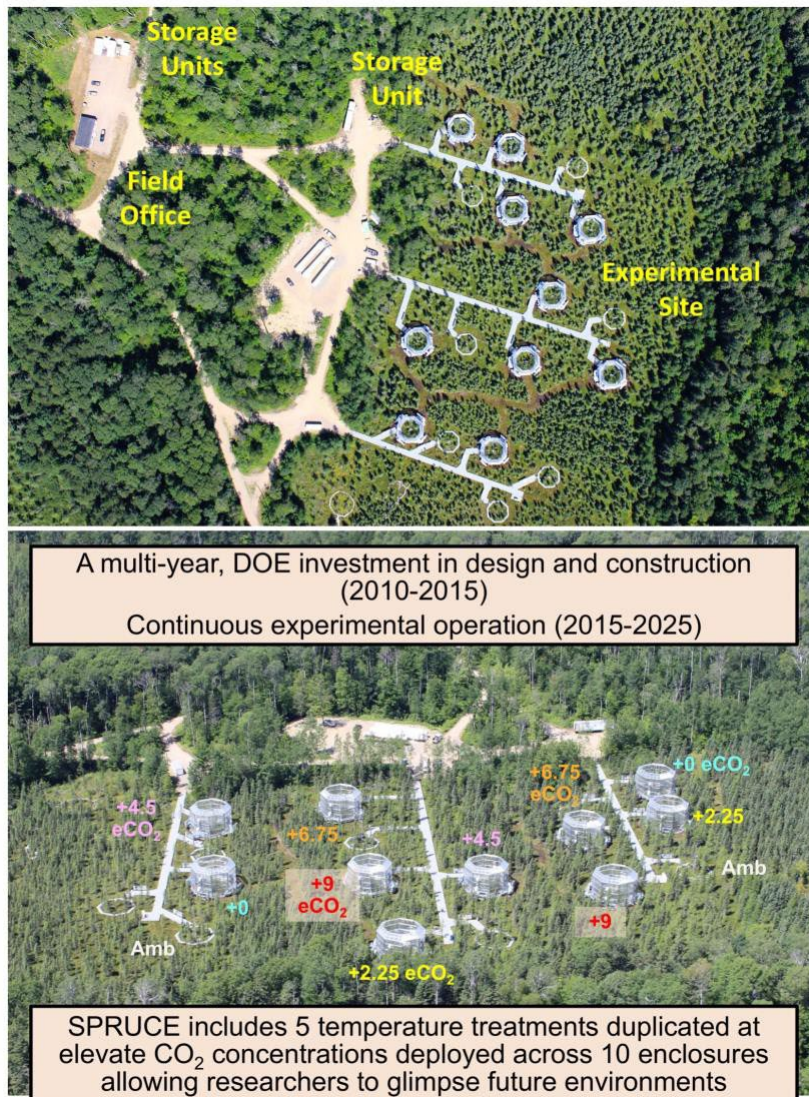 Storage
Units
Storage
Unit
Field
Office
Experimental
Site
A multi-year, DOE investment in design and construction
(2010-2015)
Continuous experimental operation (2015-2025)
+0 eCO₂
+6.75
eCO₂
+2.25
+4.5
eCO₂
+6.75
+4.5
Amb
+9
eCO₂
+0
+9
Amb
+2.25 eCO₂
SPRUCE includes 5 temperature treatments duplicated at
elevate CO₂ concentrations deployed across 10 enclosures
allowing researchers to glimpse future environments